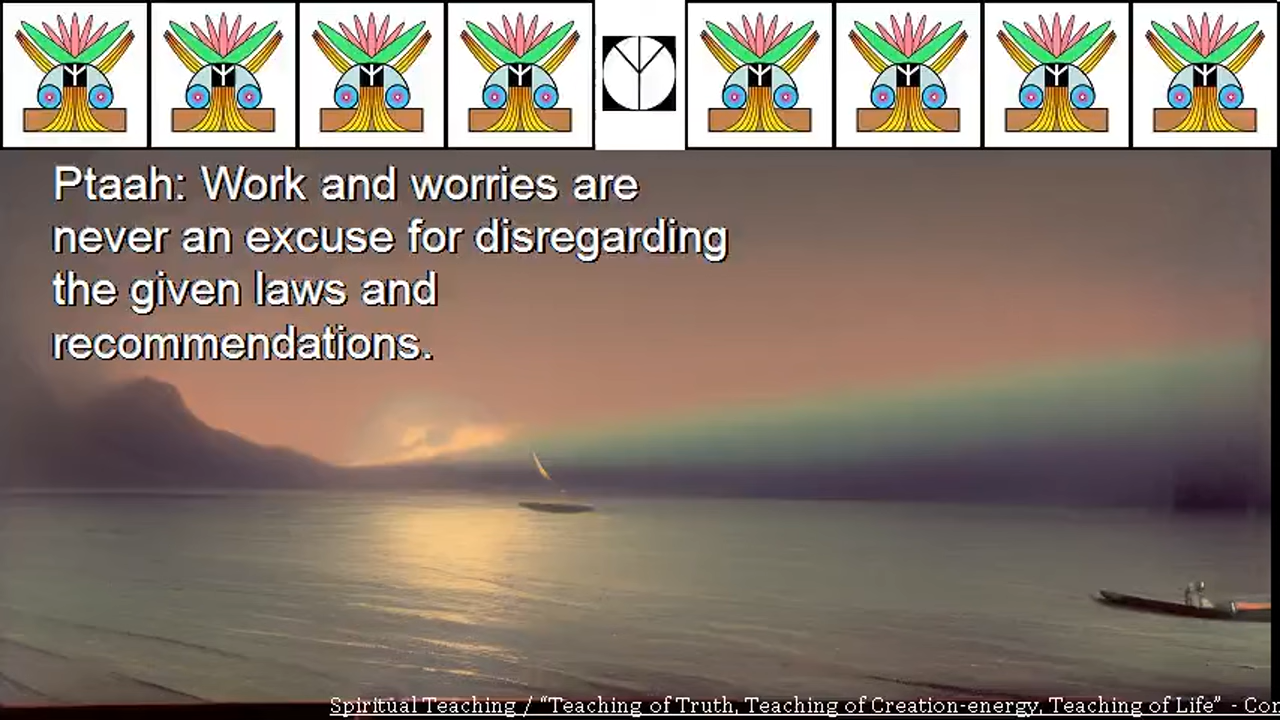 Ptaah: Work and worries are
never an excuse for disregarding
the given laws and
recommendations.
Spiritual Teaching / “Teaching of Truth, Teaching of Creation-energy, Teaching of Life” - Con